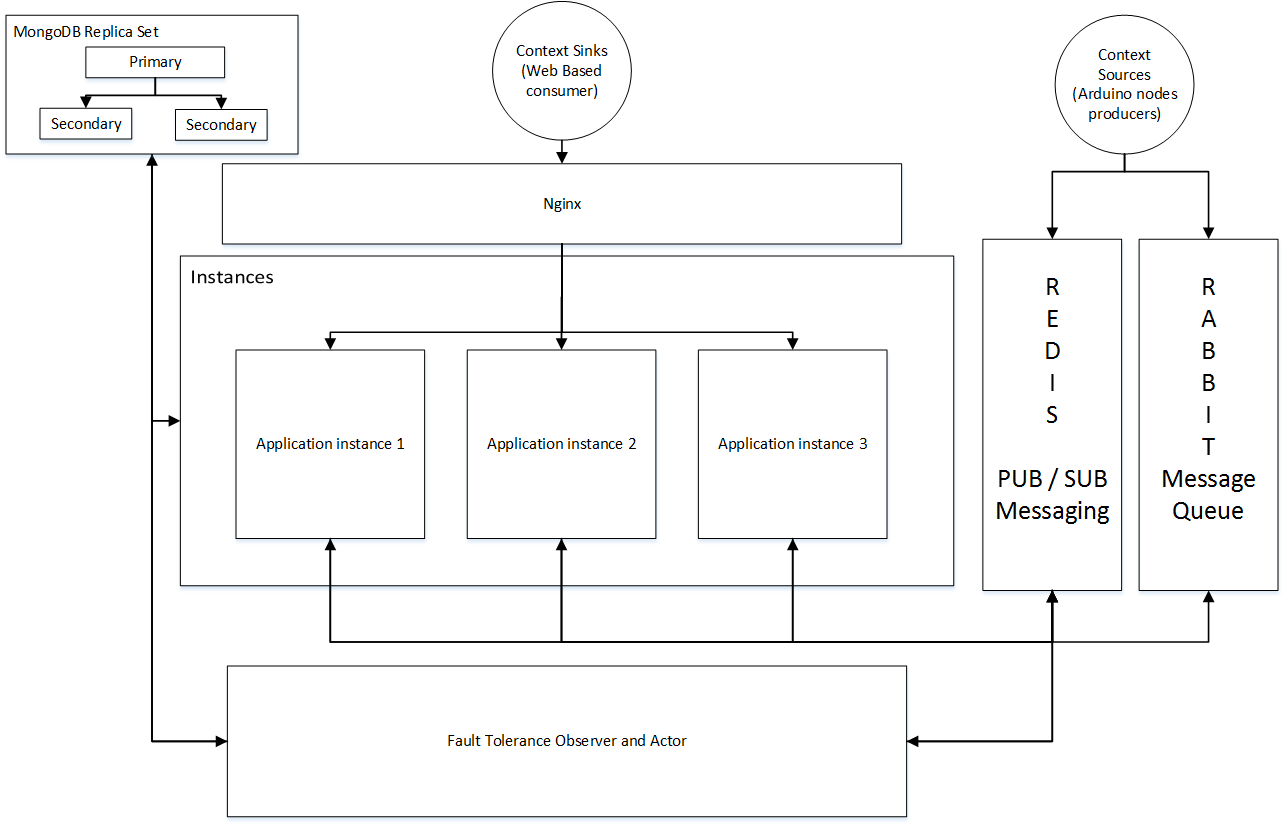 MongoDB Replica Set
Primary
Secondary
Secondary
Context Sinks
(Web Based
consumer)
Context
Sources
(Arduino nodes
producers)
Nginx
Instances
Application instance 1
Application instance 2
Application instance 3
R
E
D
I
S
PUB / SUB
Messaging
R
A
B
B
I
T
Message
Queue
Fault Tolerance Observer and Actor